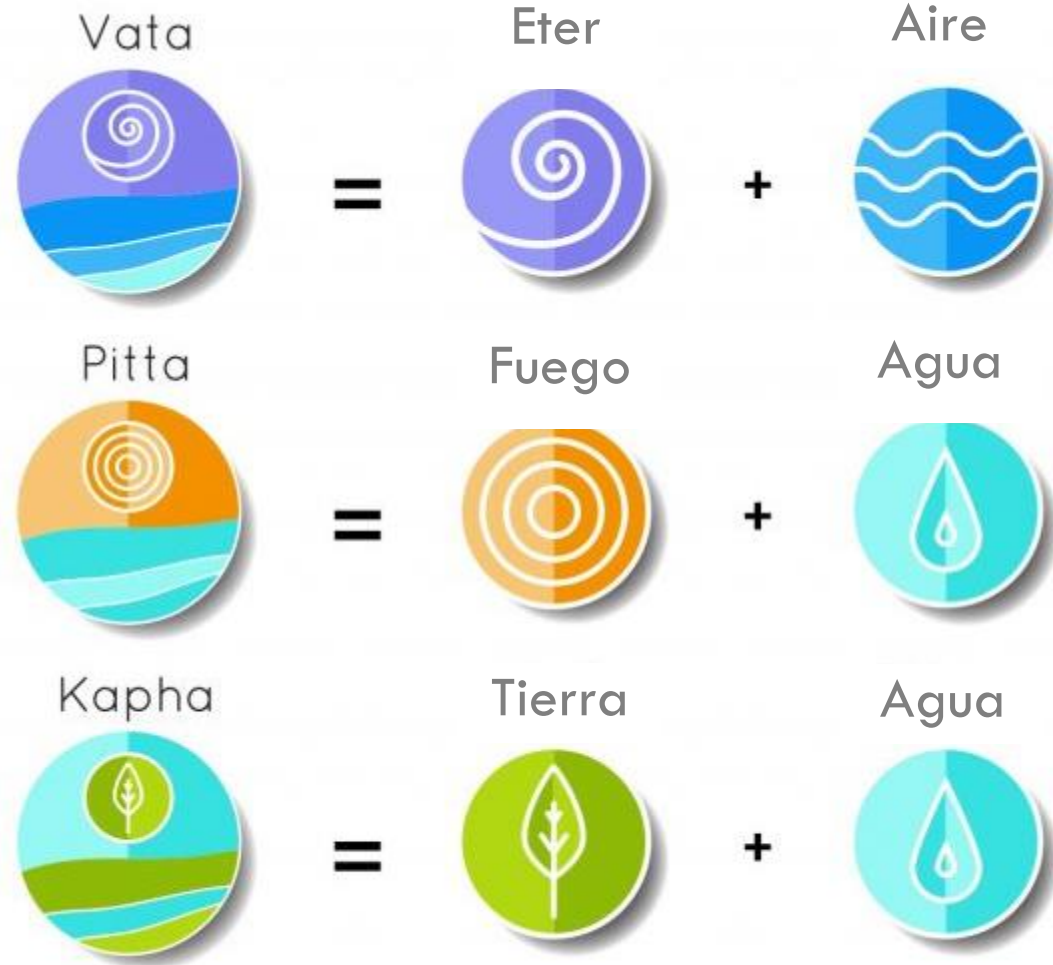 Vata Eter Aire
= +
Pitta Fuego Agua
= +
Kapha Tierra Agua
= +